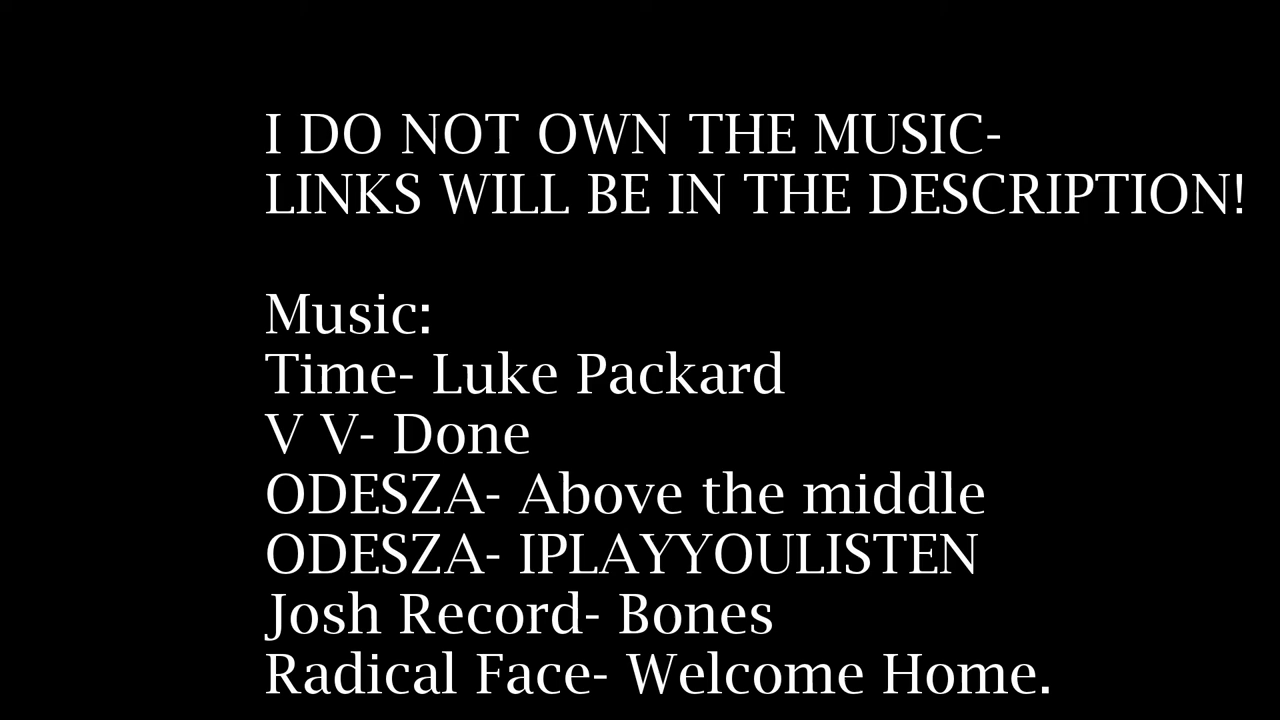 I DO NOT OWN THE MUSIC-
LINKS WILL BE IN THE DESCRIPTION!
Music:
Time- Luke Packard
V V- Done
ODESZA- Above the middle
ODESZA- IPLAYYOULISTEN
Josh Record- Bones
Radical Face- Welcome Home.